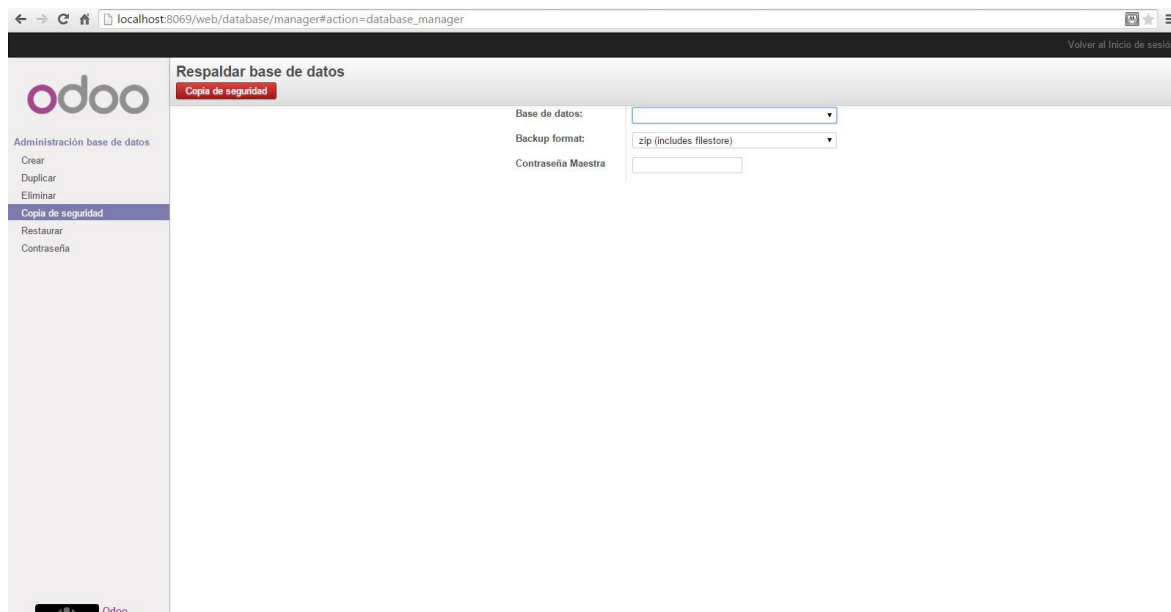 localhost:8069/web/database/manager#action=database_manager
Volver al Inicio de sesión
odoo
Respaldar base de datos
Copia de seguridad
Administración base de datos
Crear
Duplicar
Eliminar
Copia de seguridad
Restaurar
Contraseña
Base de datos:
Backup format:
zip (includes filestore)
Contraseña Maestra
Odoo